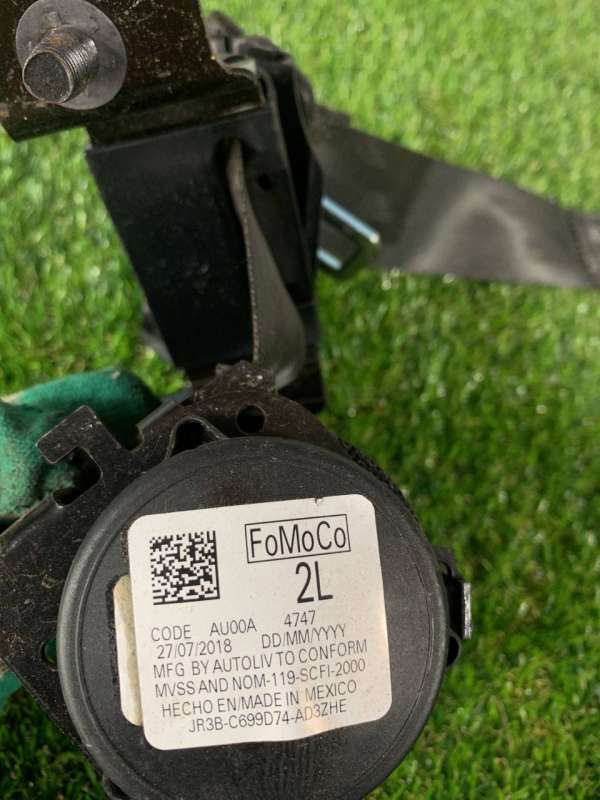 FoMoCo
2L
CODE AU00A 4747
27/07/2018 DD/MM/YYYY
MFG BY AUTOLIV TO CONFORM
MVSS AND NOM-119-SCFI-2000
HECHO EN/MADE IN MEXICO
JR3B-C699D74-AD3ZHE